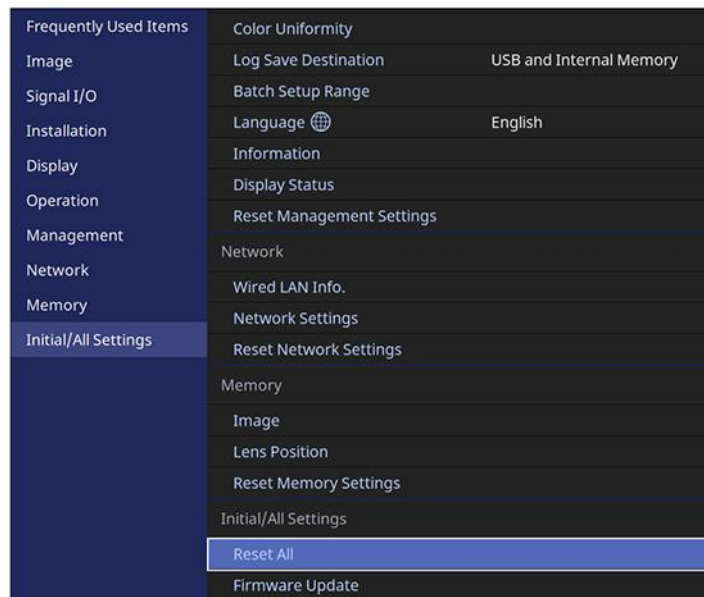 Frequently Used Items
Image
Signal I/O
Installation
Display
Operation
Management
Network
Memory
Initial/All Settings
Color Uniformity
Log Save Destination USB and Internal Memory
Batch Setup Range
Language English
Information
Display Status
Reset Management Settings
Network
Wired LAN Info.
Network Settings
Reset Network Settings
Memory
Image
Lens Position
Reset Memory Settings
Initial/All Settings
Reset All
Firmware Update